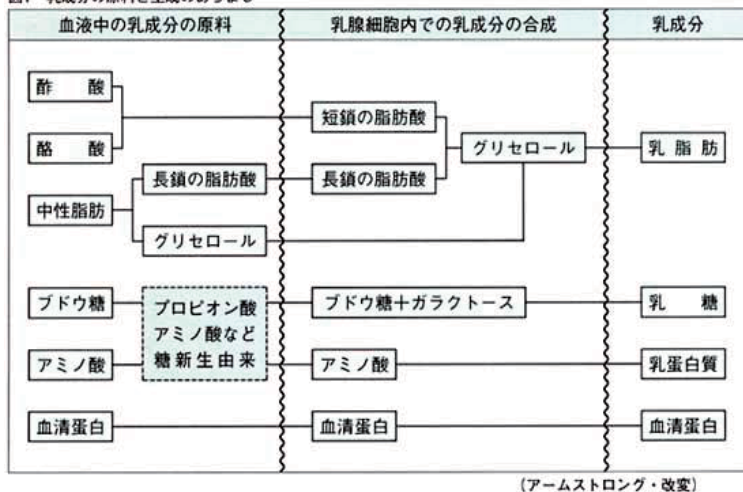 血液中の乳成分の原料
乳腺細胞内での乳成分の合成
乳成分
酢 酸
酪 酸
中性脂肪
長鎖の脂肪酸
グリセロール
短鎖の脂肪酸
長鎖の脂肪酸
グリセロール
乳脂肪
ブドウ糖
アミノ酸
プロピオン酸
アミノ酸など
糖新生由来
ブドウ糖+ガラクトース
乳 糖
アミノ酸
乳蛋白質
血清蛋白
血清蛋白
血清蛋白
(アームストロング・改変)